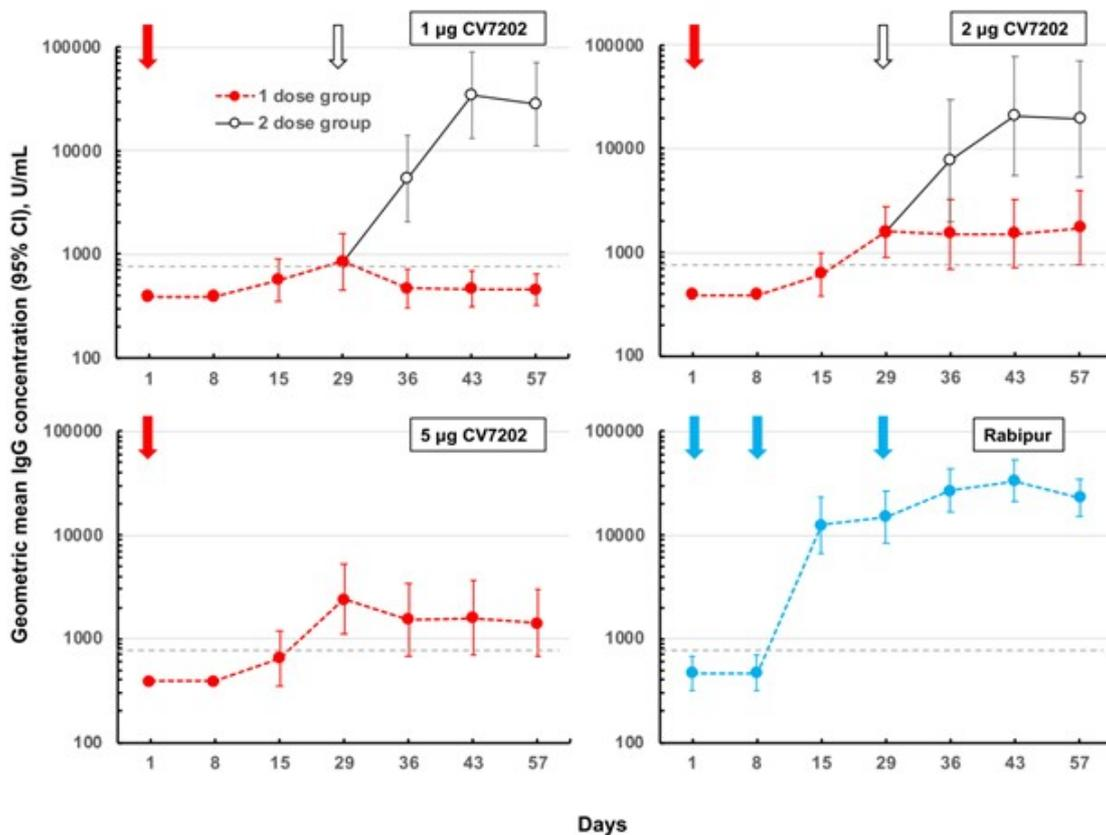 Geometric mean IgG concentration (95% CI), U/mL
1 µg CV7202
100000
10000
1000
100
1 dose group
2 dose group
1 8 15 29 36 43 57
2 µg CV7202
100000
10000
1000
100
1 8 15 29 36 43 57
5 µg CV7202
100000
10000
1000
100
1 8 15 29 36 43 57
Rabipur
100000
10000
1000
100
1 8 15 29 36 43 57
Days